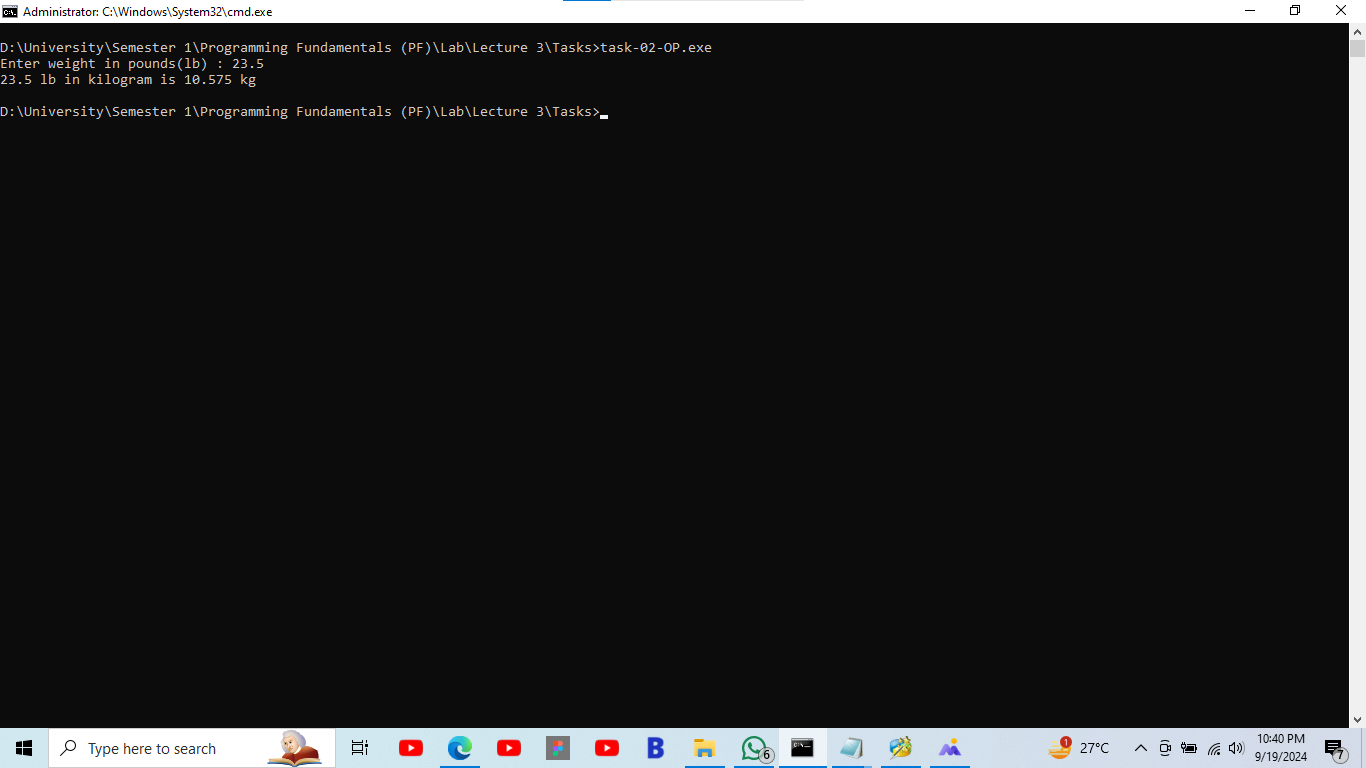 Administrator: C:\Windows\System32\cmd.exe
D:\University\Semester 1\Programming Fundamentals (PF)\Lab\Lecture 3\Tasks>task-02-OP.exe
Enter weight in pounds(lb) : 23.5
23.5 lb in kilogram is 10.575 kg
D:\University\Semester 1\Programming Fundamentals (PF)\Lab\Lecture 3\Tasks>
Type here to search
B
6
1
27°C
10:40 PM
9/19/2024
7